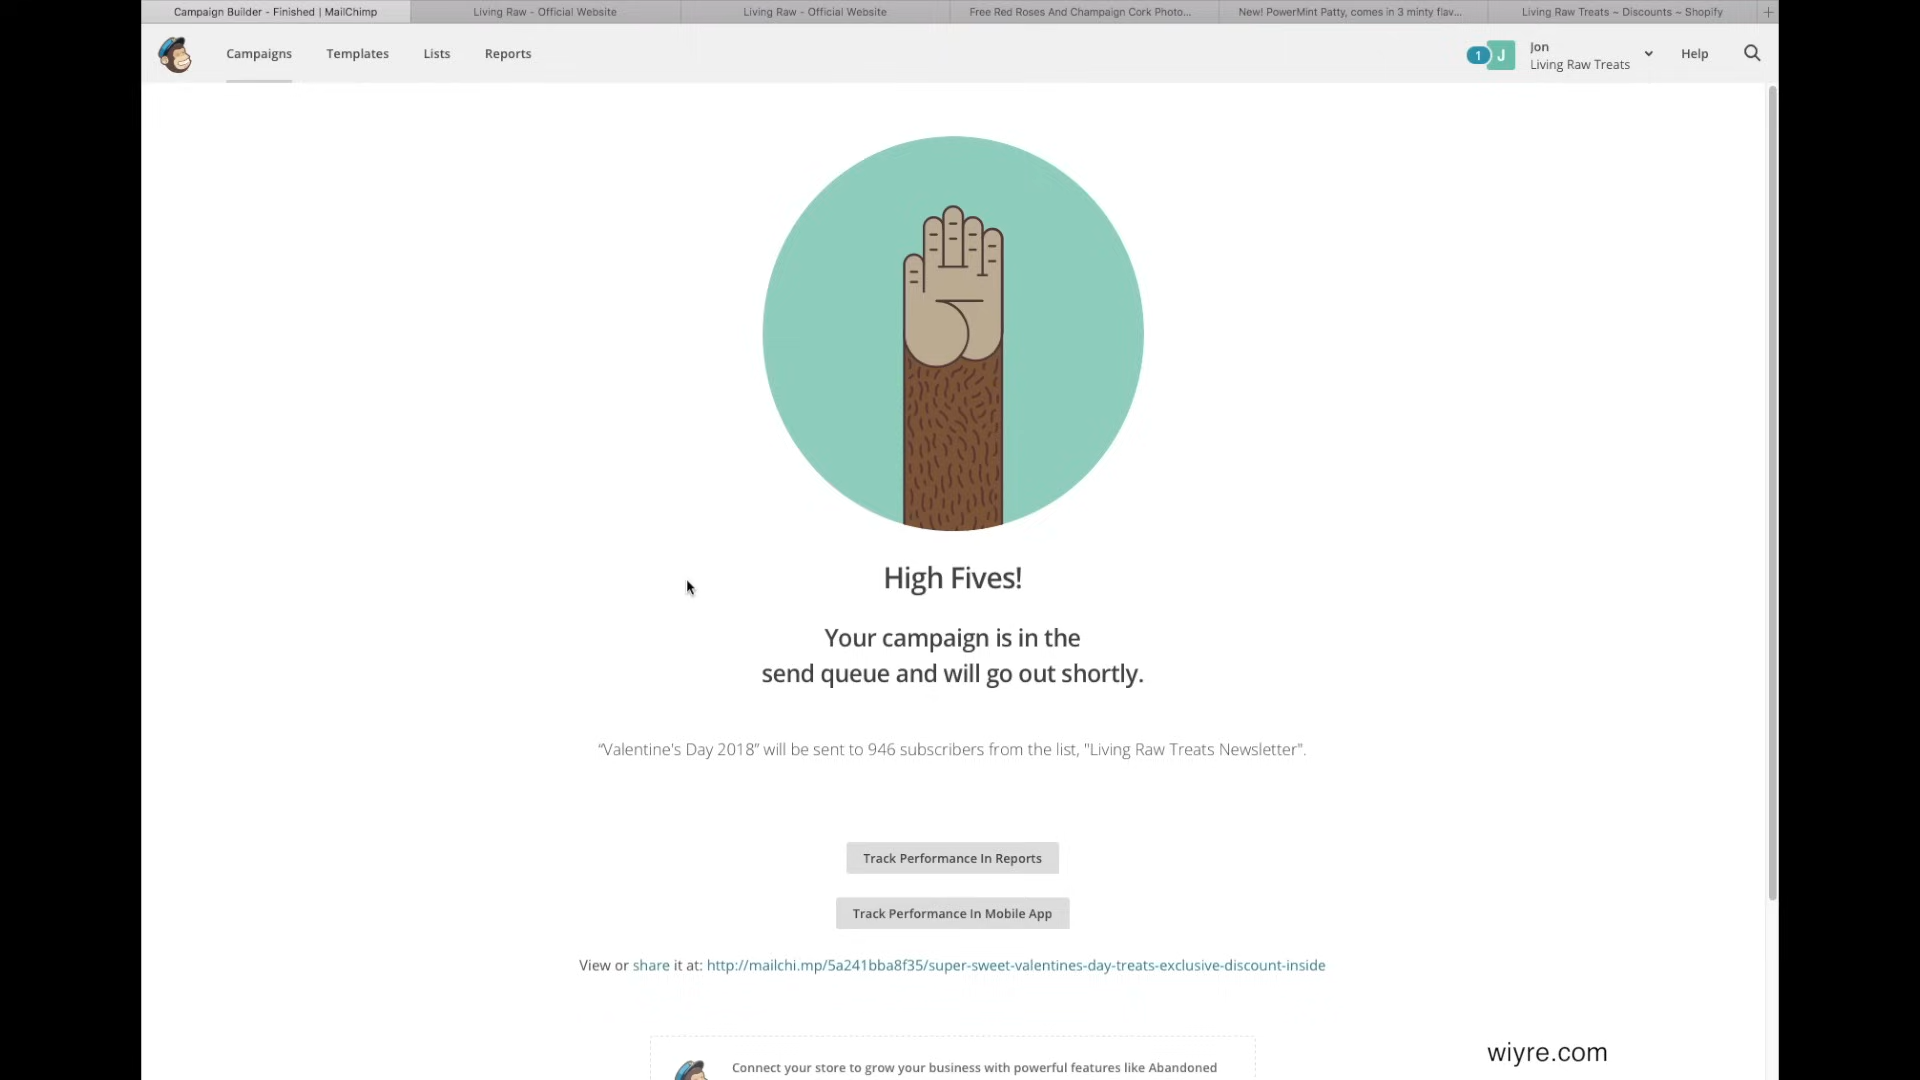 Campaign Builder - Finished | MailChimp
Living Raw - Official Website
Living Raw - Official Website
Free Red Roses And Champaign Cork Photo...
New! PowerMint Patty, comes in 3 minty flav...
Living Raw Treats ~ Discounts ~ Shopify
Campaigns
Templates
Lists
Reports
1
J
Jon
Living Raw Treats
Help
High Fives!
Your campaign is in the
send queue and will go out shortly.
“Valentine's Day 2018” will be sent to 946 subscribers from the list, "Living Raw Treats Newsletter".
Track Performance In Reports
Track Performance In Mobile App
View or share it at: http://mailchi.mp/5a241bba8f35/super-sweet-valentines-day-treats-exclusive-discount-inside
Connect your store to grow your business with powerful features like Abandoned
wiyre.com